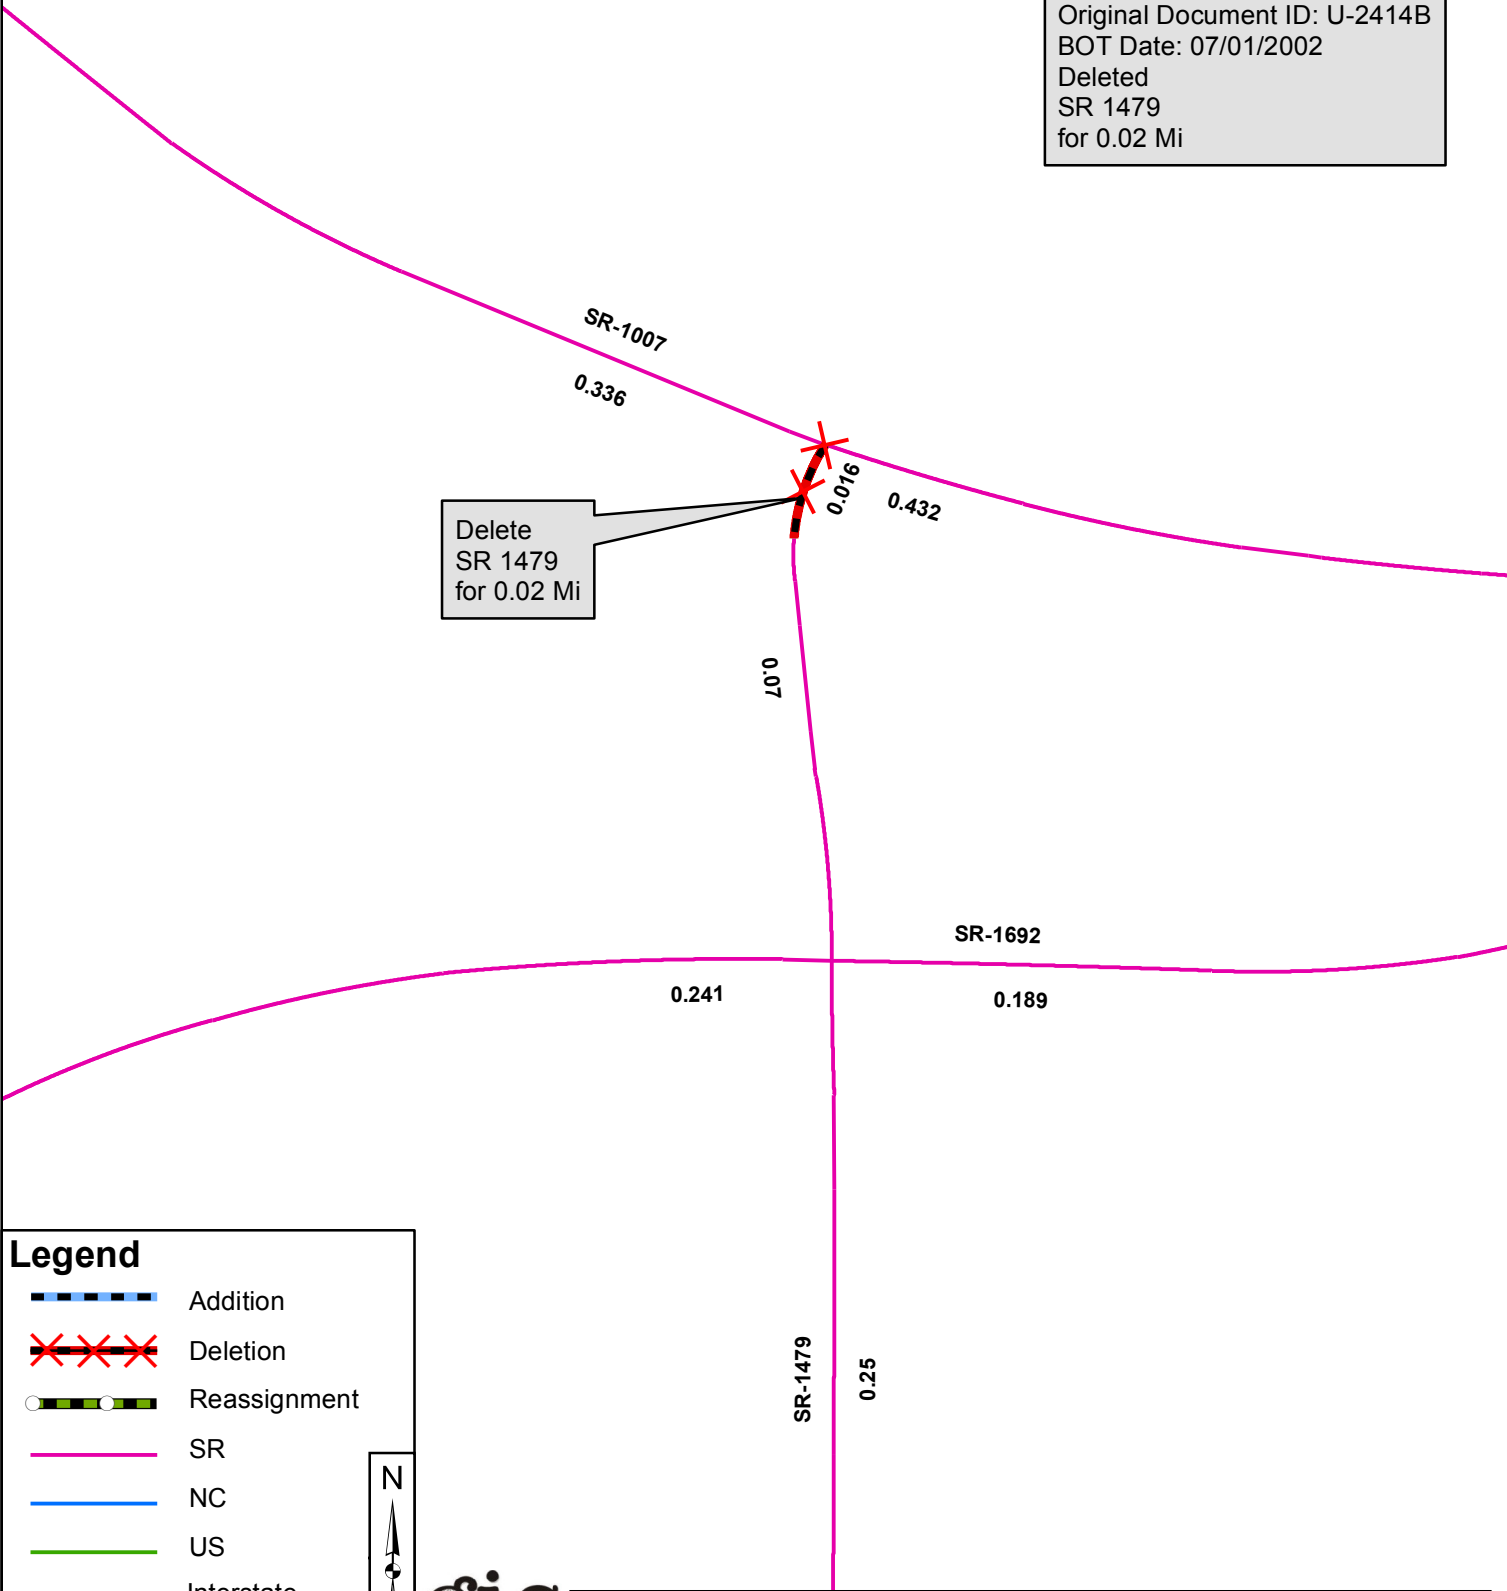 Original Document ID: U-2414B
BOT Date: 07/01/2002
Deleted
SR 1479
for 0.02 Mi
SR-1007
0.336
0.016
0.432
Delete
SR 1479
for 0.02 Mi
0.07
SR-1692
0.241
0.189
SR-1479
0.25
Legend
Addition
Deletion
Reassignment
SR
NC
US
Interstate
N